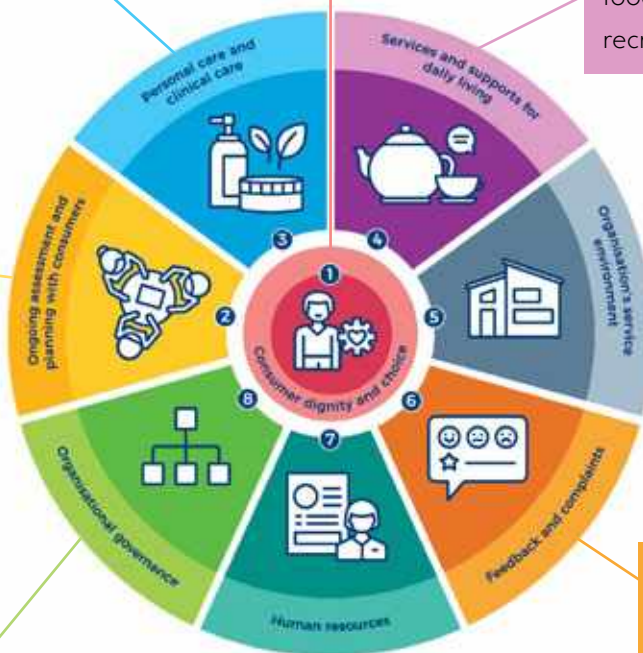 Personal care and
clinical care
3
Services and supports for
daily living
4
Organisation's service
environment
5
Feedback and complaints
6
Human resources
7
Organisational governance
8
Ongoing assessment and
planning with consumers
2
1
Consumer dignity and choice